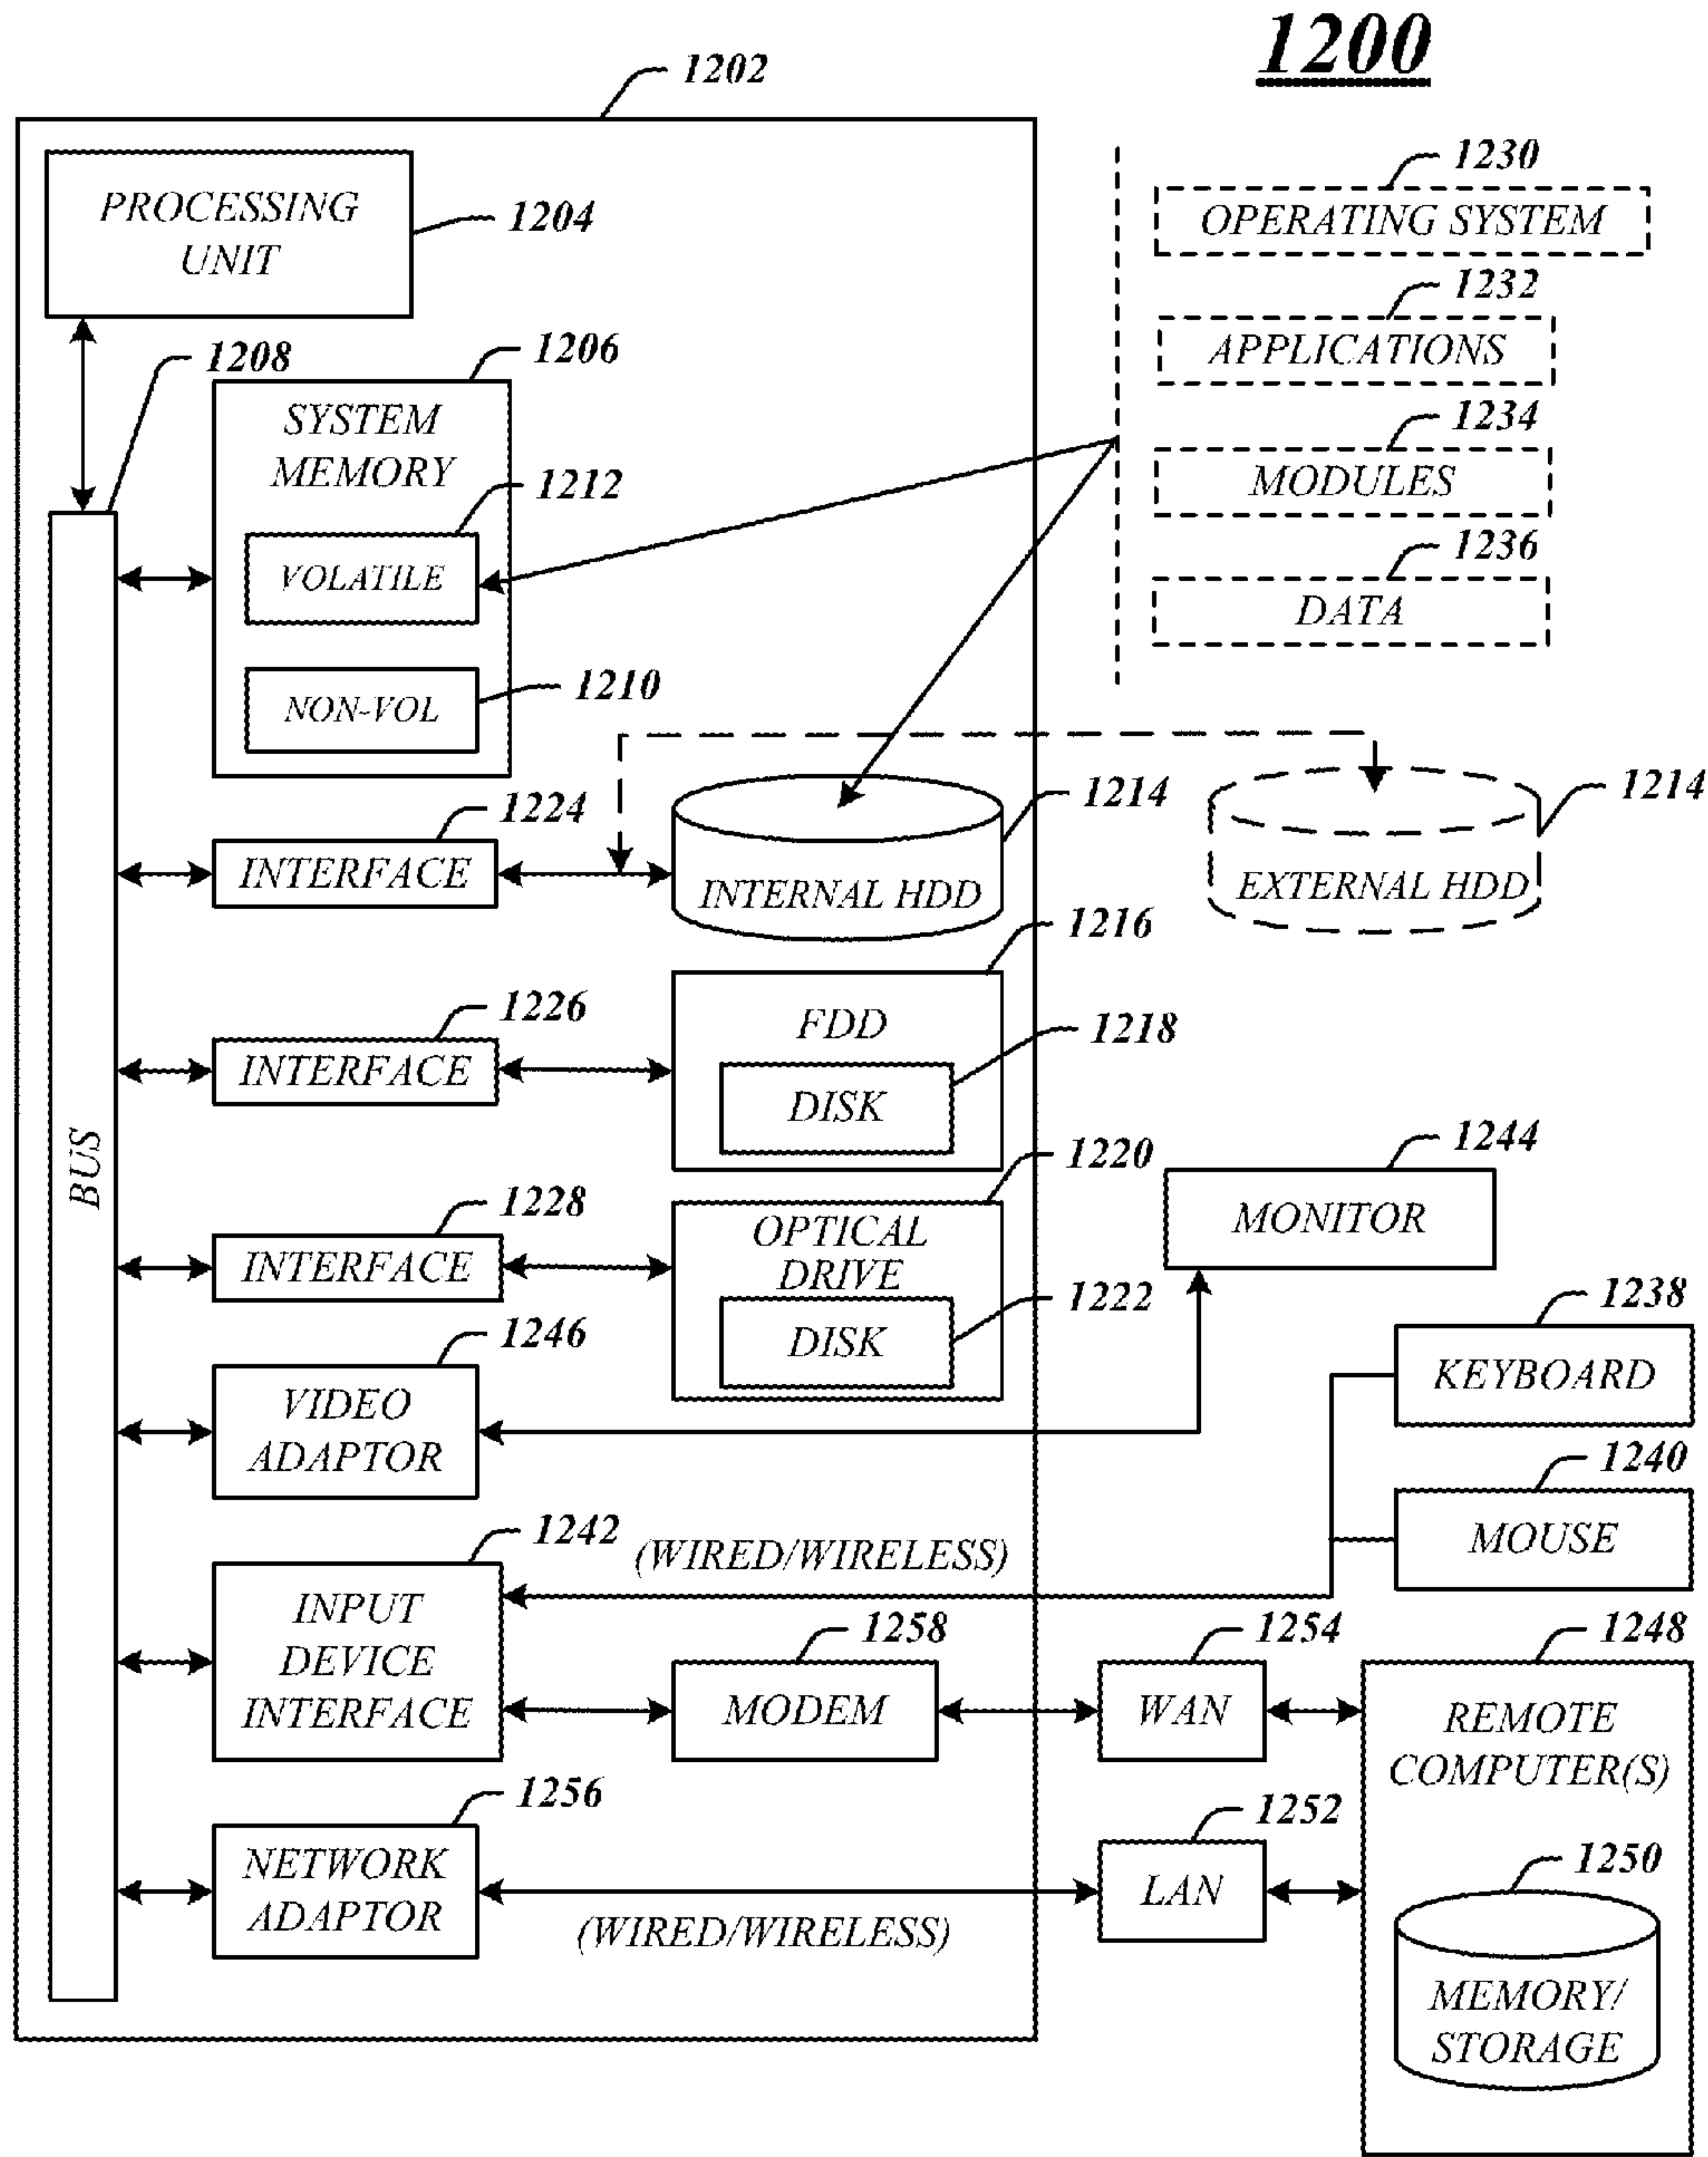 1200
1202
PROCESSING
UNIT
1204
1230
OPERATING SYSTEM
1232
APPLICATIONS
1234
MODULES
1236
DATA
1208
1206
SYSTEM
MEMORY
1212
VOLATILE
1210
NON-VOL
BUS
1224
INTERFACE
1214
INTERNAL HDD
1214
EXTERNAL HDD
1226
INTERFACE
1216
FDD
1218
DISK
1228
INTERFACE
1220
OPTICAL
DRIVE
1222
DISK
1244
MONITOR
1246
VIDEO
ADAPTOR
1238
KEYBOARD
1240
MOUSE
1242
INPUT
DEVICE
INTERFACE
(WIRED/WIRELESS)
1258
MODEM
1254
WAN
1248
REMOTE
COMPUTER(S)
1256
NETWORK
ADAPTOR
(WIRED/WIRELESS)
1252
LAN
1250
MEMORY/
STORAGE